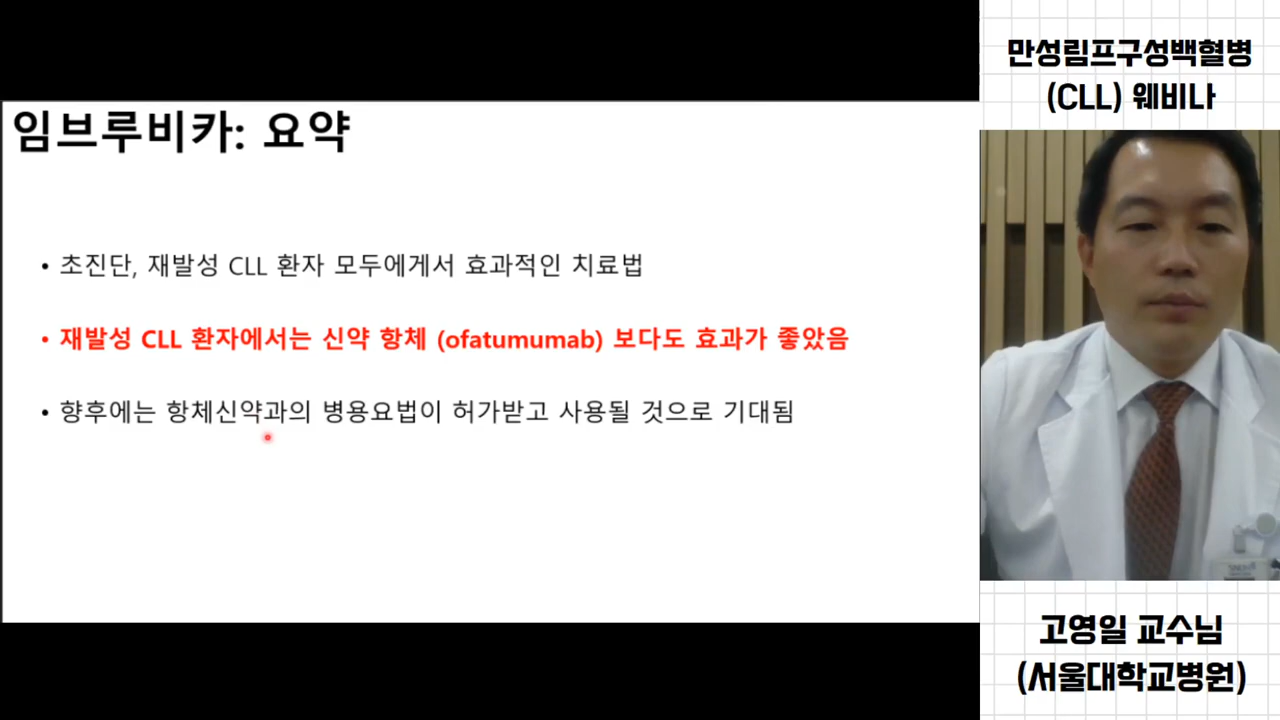 임브루비카: 요약
• 초진단, 재발성 CLL 환자 모두에게서 효과적인 치료법
• 재발성 CLL 환자에서는 신약 항체 (ofatumumab) 보다도 효과가 좋았음
• 향후에는 항체신약과의 병용요법이 허가받고 사용될 것으로 기대됨
만성림프구성백혈병
(CLL) 웨비나
고영일 교수님
(서울대학교병원)